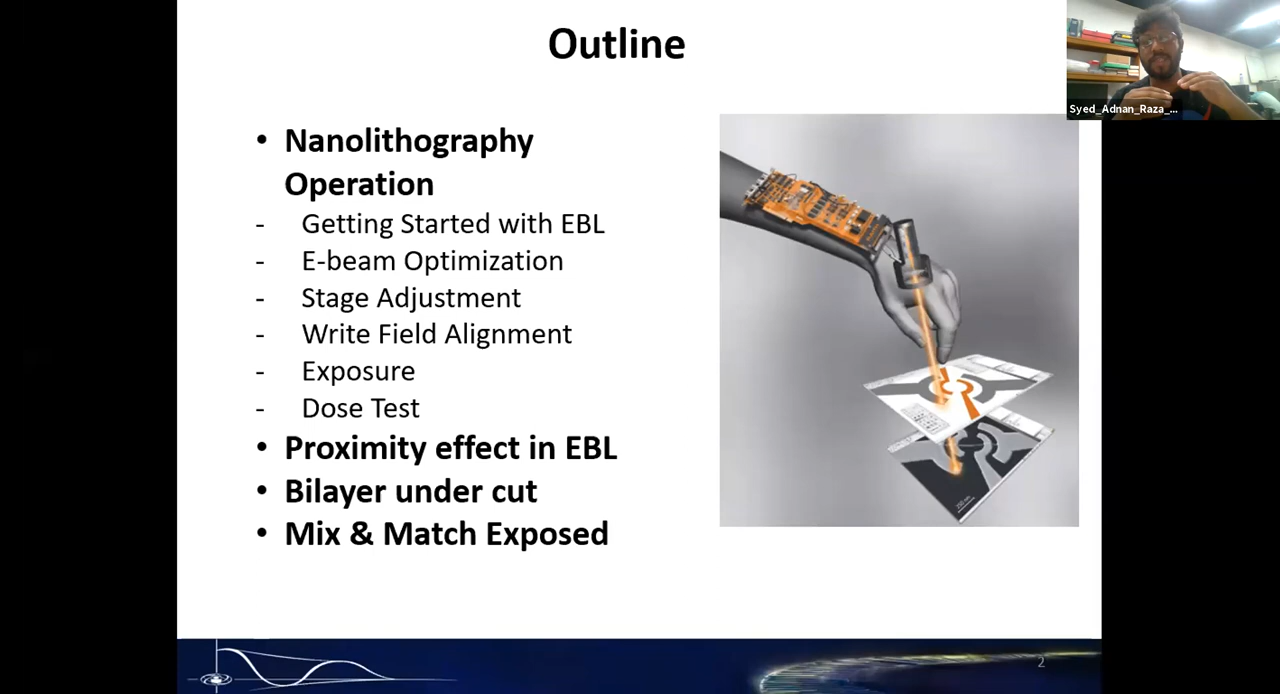 Outline
Syed_Adnan_Raza_...
• Nanolithography
Operation
- Getting Started with EBL
- E-beam Optimization
- Stage Adjustment
- Write Field Alignment
- Exposure
- Dose Test
• Proximity effect in EBL
• Bilayer under cut
• Mix & Match Exposed
2